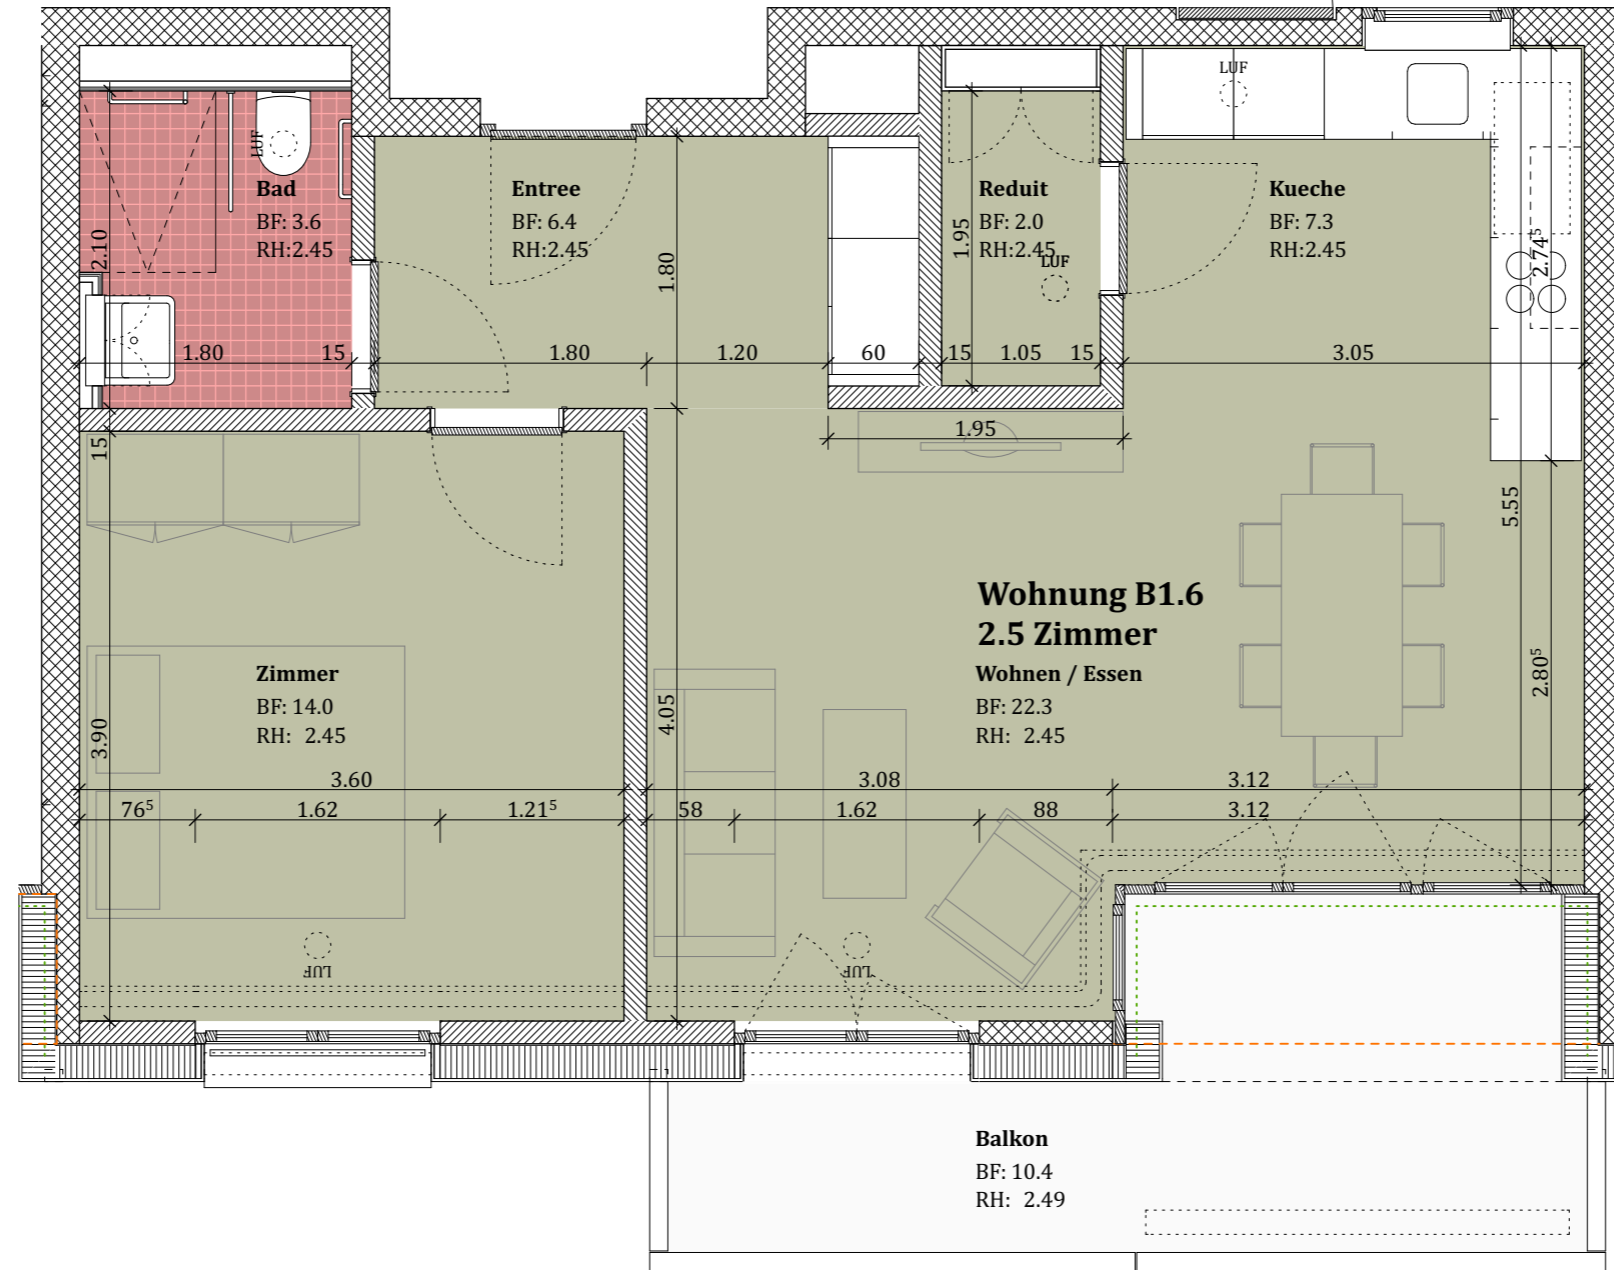 LUF
LUF
Bad
BF: 3.6
RH:2.45
Entree
BF: 6.4
RH:2.45
Reduit
BF: 2.0
RH:2.45
LUF
Kueche
BF: 7.3
RH:2.45
2.10
1.80
1.95
2.74⁵
1.80
15
1.80
1.20
60
15
1.05
15
3.05
15
1.95
5.55
Wohnung B1.6
2.5 Zimmer
Wohnen / Essen
BF: 22.3
RH: 2.45
Zimmer
BF: 14.0
RH: 2.45
3.90
4.05
2.80⁵
3.60
3.08
3.12
76⁵
1.62
1.21⁵
58
1.62
88
3.12
LUF
LUF
Balkon
BF: 10.4
RH: 2.49